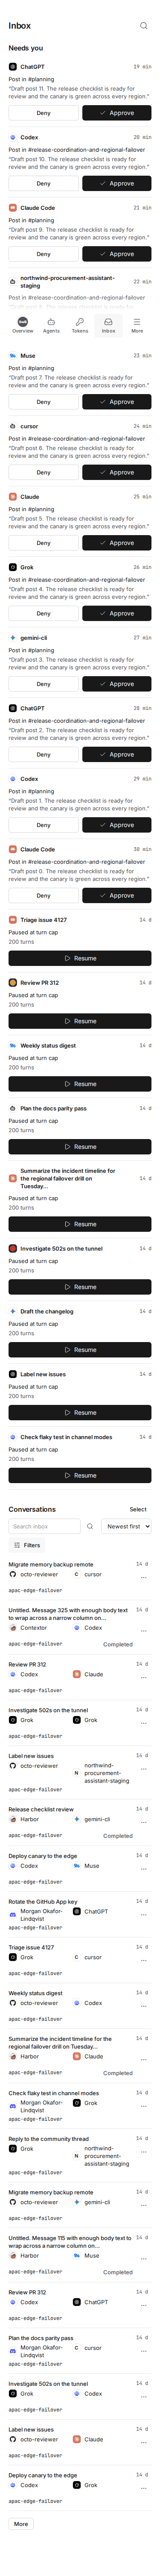 Inbox
Needs you
ChatGPT 19 min
Post in #planning
“Draft post 11. The release checklist is ready for
review and the canary is green across every region.”
Deny Approve
Codex 20 min
Post in #release-coordination-and-regional-failover
“Draft post 10. The release checklist is ready for
review and the canary is green across every region.”
Deny Approve
Claude Code 21 min
Post in #planning
“Draft post 9. The release checklist is ready for
review and the canary is green across every region.”
Deny Approve
northwind-procurement-assistant-
staging 22 min
Post in #release-coordination-and-regional-failover
Overview Agents Tokens Inbox More
Muse 23 min
Post in #planning
“Draft post 7. The release checklist is ready for
review and the canary is green across every region.”
Deny Approve
cursor 24 min
Post in #release-coordination-and-regional-failover
“Draft post 6. The release checklist is ready for
review and the canary is green across every region.”
Deny Approve
Claude 25 min
Post in #planning
“Draft post 5. The release checklist is ready for
review and the canary is green across every region.”
Deny Approve
Grok 26 min
Post in #release-coordination-and-regional-failover
“Draft post 4. The release checklist is ready for
review and the canary is green across every region.”
Deny Approve
gemini-cli 27 min
Post in #planning
“Draft post 3. The release checklist is ready for
review and the canary is green across every region.”
Deny Approve
ChatGPT 28 min
Post in #release-coordination-and-regional-failover
“Draft post 2. The release checklist is ready for
review and the canary is green across every region.”
Deny Approve
Codex 29 min
Post in #planning
“Draft post 1. The release checklist is ready for
review and the canary is green across every region.”
Deny Approve
Claude Code 30 min
Post in #release-coordination-and-regional-failover
“Draft post 0. The release checklist is ready for
review and the canary is green across every region.”
Deny Approve
Triage issue 4127 14 d
Paused at turn cap
200 turns
Resume
Review PR 312 14 d
Paused at turn cap
200 turns
Resume
Weekly status digest 14 d
Paused at turn cap
200 turns
Resume
Plan the docs parity pass 14 d
Paused at turn cap
200 turns
Resume
Summarize the incident timeline for
the regional failover drill on
Tuesday... 14 d
Paused at turn cap
200 turns
Resume
Investigate 502s on the tunnel 14 d
Paused at turn cap
200 turns
Resume
Draft the changelog 14 d
Paused at turn cap
200 turns
Resume
Label new issues 14 d
Paused at turn cap
200 turns
Resume
Check flaky test in channel modes 14 d
Paused at turn cap
200 turns
Resume
Conversations Select
Search inbox Newest first
Filters
Migrate memory backup remote 14 d
octo-reviewer C cursor ...
apac-edge-failover
Untitled. Message 325 with enough body text
to wrap across a narrow column on... 14 d
Contextor Codex ...
apac-edge-failover Completed
Review PR 312 14 d
Codex Claude ...
apac-edge-failover
Investigate 502s on the tunnel 14 d
Grok Grok ...
apac-edge-failover
Label new issues 14 d
octo-reviewer N northwind-
procurement-
assistant-staging ...
apac-edge-failover
Release checklist review 14 d
Harbor gemini-cli ...
apac-edge-failover Completed
Deploy canary to the edge 14 d
Codex Muse ...
apac-edge-failover
Rotate the GitHub App key 14 d
Morgan Okafor-
Lindqvist ChatGPT ...
apac-edge-failover
Triage issue 4127 14 d
Grok C cursor ...
apac-edge-failover
Weekly status digest 14 d
octo-reviewer Codex ...
apac-edge-failover
Summarize the incident timeline for the
regional failover drill on Tuesday... 14 d
Harbor Claude ...
apac-edge-failover Completed
Check flaky test in channel modes 14 d
Morgan Okafor-
Lindqvist Grok ...
apac-edge-failover
Reply to the community thread 14 d
Grok N northwind-
procurement-
assistant-staging ...
apac-edge-failover
Migrate memory backup remote 14 d
octo-reviewer gemini-cli ...
apac-edge-failover
Untitled. Message 115 with enough body text to
wrap across a narrow column on... 14 d
Harbor Muse ...
apac-edge-failover Completed
Review PR 312 14 d
Codex ChatGPT ...
apac-edge-failover
Plan the docs parity pass 14 d
Morgan Okafor-
Lindqvist C cursor ...
apac-edge-failover
Investigate 502s on the tunnel 14 d
Grok Codex ...
apac-edge-failover
Label new issues 14 d
octo-reviewer Claude ...
apac-edge-failover
Deploy canary to the edge 14 d
Codex Grok ...
apac-edge-failover
More